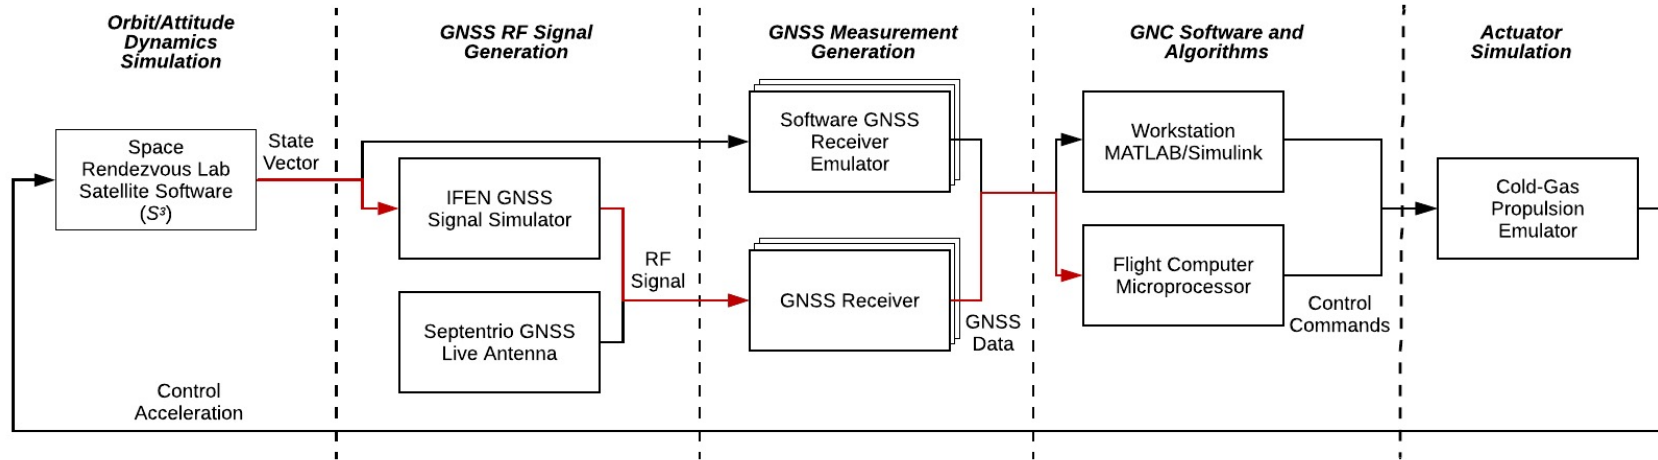 Orbit/Attitude
Dynamics
Simulation
GNSS RF Signal
Generation
GNSS Measurement
Generation
GNC Software and
Algorithms
Actuator
Simulation
Space
Rendezvous Lab
Satellite Software
(S³)
State
Vector
IFEN GNSS
Signal Simulator
Septentrio GNSS
Live Antenna
RF
Signal
Software GNSS
Receiver
Emulator
GNSS Receiver
GNSS
Data
Workstation
MATLAB/Simulink
Flight Computer
Microprocessor
Control
Commands
Cold-Gas
Propulsion
Emulator
Control
Acceleration